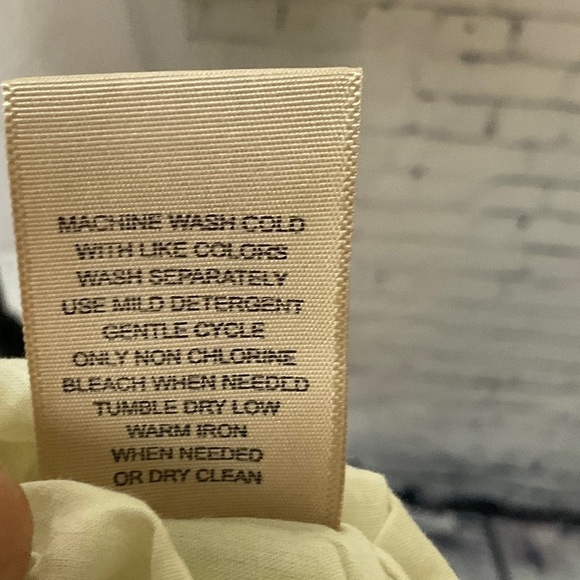 MACHINE WASH COLD
WITH LIKE COLORS
WASH SEPARATELY
USE MILD DETERGENT
GENTLE CYCLE
ONLY NON CHLORINE
BLEACH WHEN NEEDED
TUMBLE DRY LOW
WARM IRON
WHEN NEEDED
OR DRY CLEAN